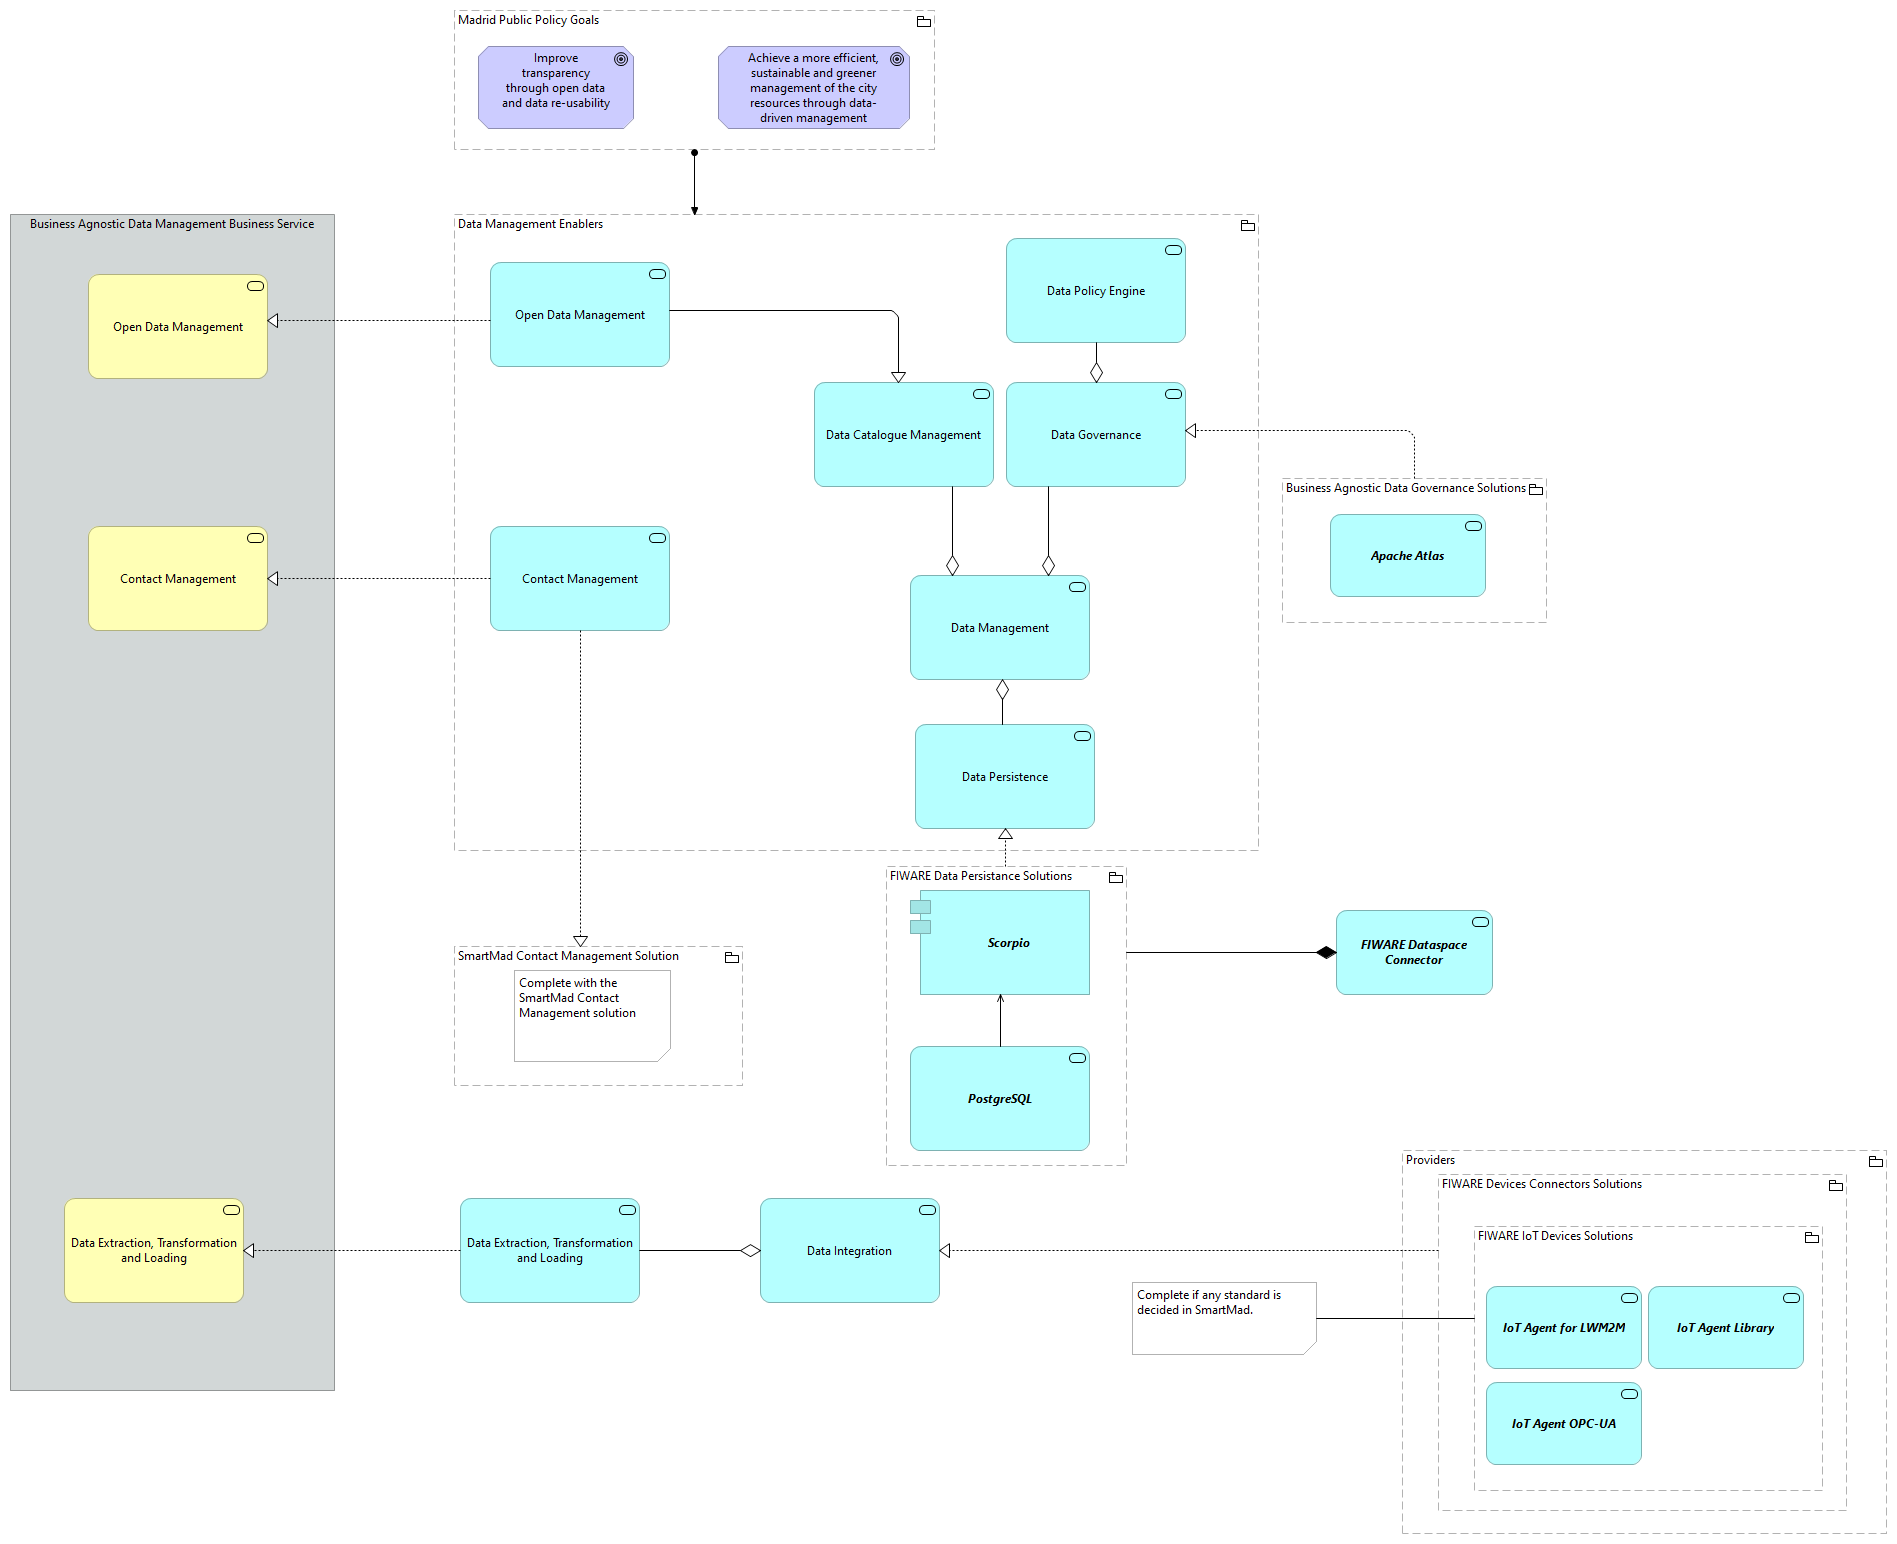 Madrid Public Policy Goals
Improve
transparency
through open data
and data re-usability
Achieve a more efficient,
sustainable and greener
management of the city
resources through data-
driven management
Business Agnostic Data Management Business Service
Open Data Management
Contact Management
Data Extraction, Transformation
and Loading
Data Management Enablers
Open Data Management
Data Policy Engine
Data Catalogue Management
Data Governance
Contact Management
Data Management
Data Persistence
Business Agnostic Data Governance Solutions
Apache Atlas
FIWARE Data Persistance Solutions
Scorpio
PostgreSQL
FIWARE Dataspace
Connector
SmartMad Contact Management Solution
Complete with the
SmartMad Contact
Management solution
Data Extraction, Transformation
and Loading
Data Integration
Providers
FIWARE Devices Connectors Solutions
FIWARE IoT Devices Solutions
Complete if any standard is
decided in SmartMad.
IoT Agent for LWM2M
IoT Agent Library
IoT Agent OPC-UA